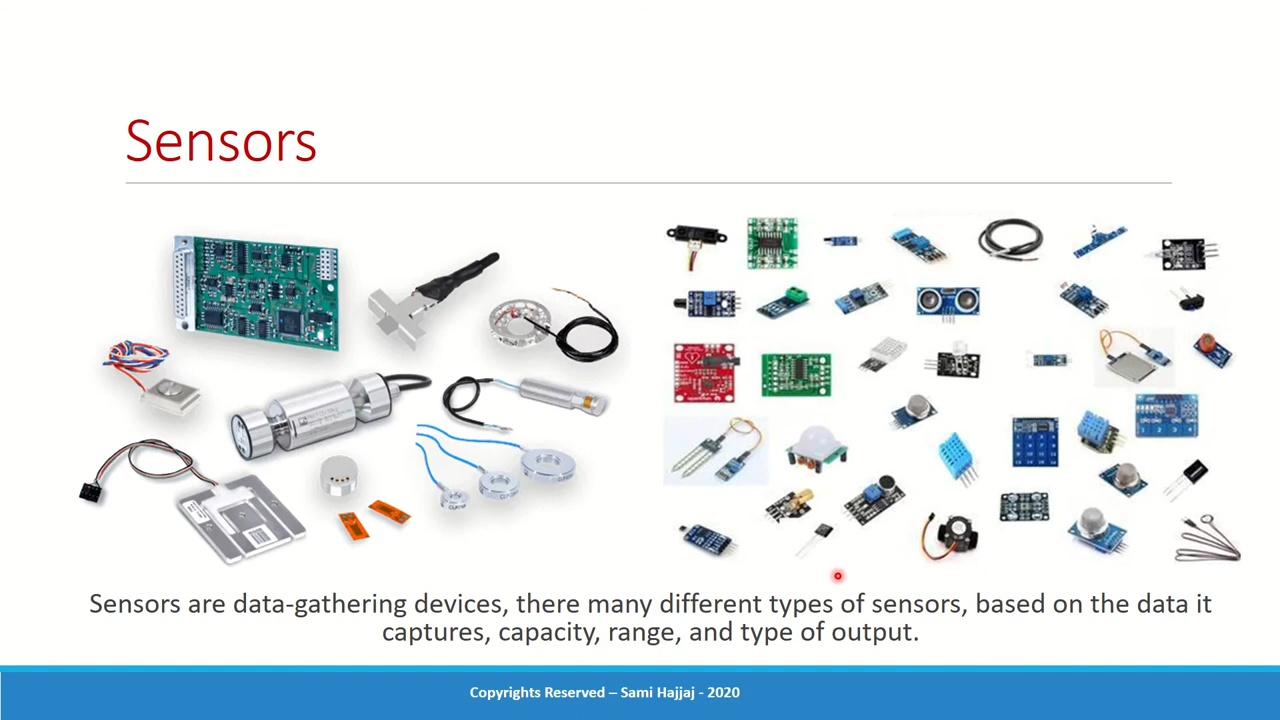 Sensors
Sensors are data-gathering devices, there many different types of sensors, based on the data it
captures, capacity, range, and type of output.
Copyrights Reserved – Sami Hajjaj - 2020